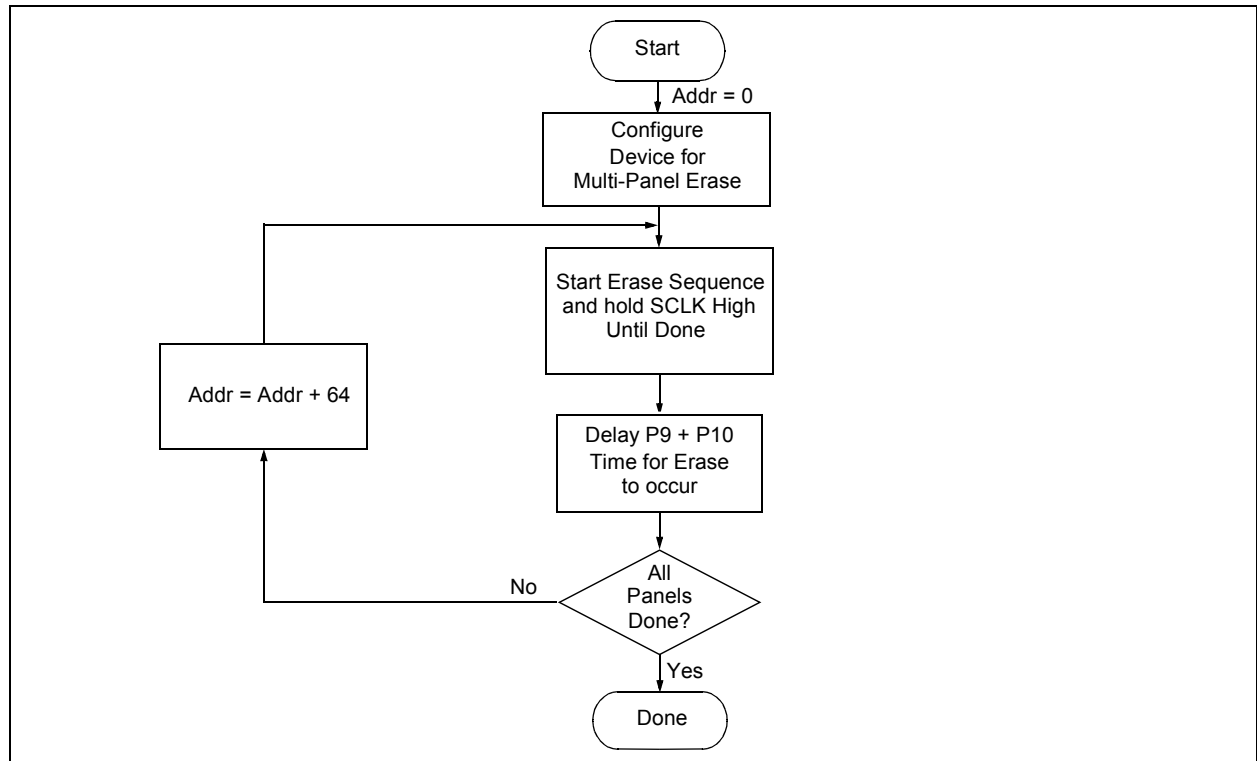 Start
Addr = 0
Configure
Device for
Multi-Panel Erase
Start Erase Sequence
and hold SCLK High
Until Done
Addr = Addr + 64
Delay P9 + P10
Time for Erase
to occur
No
All
Panels
Done?
Yes
Done